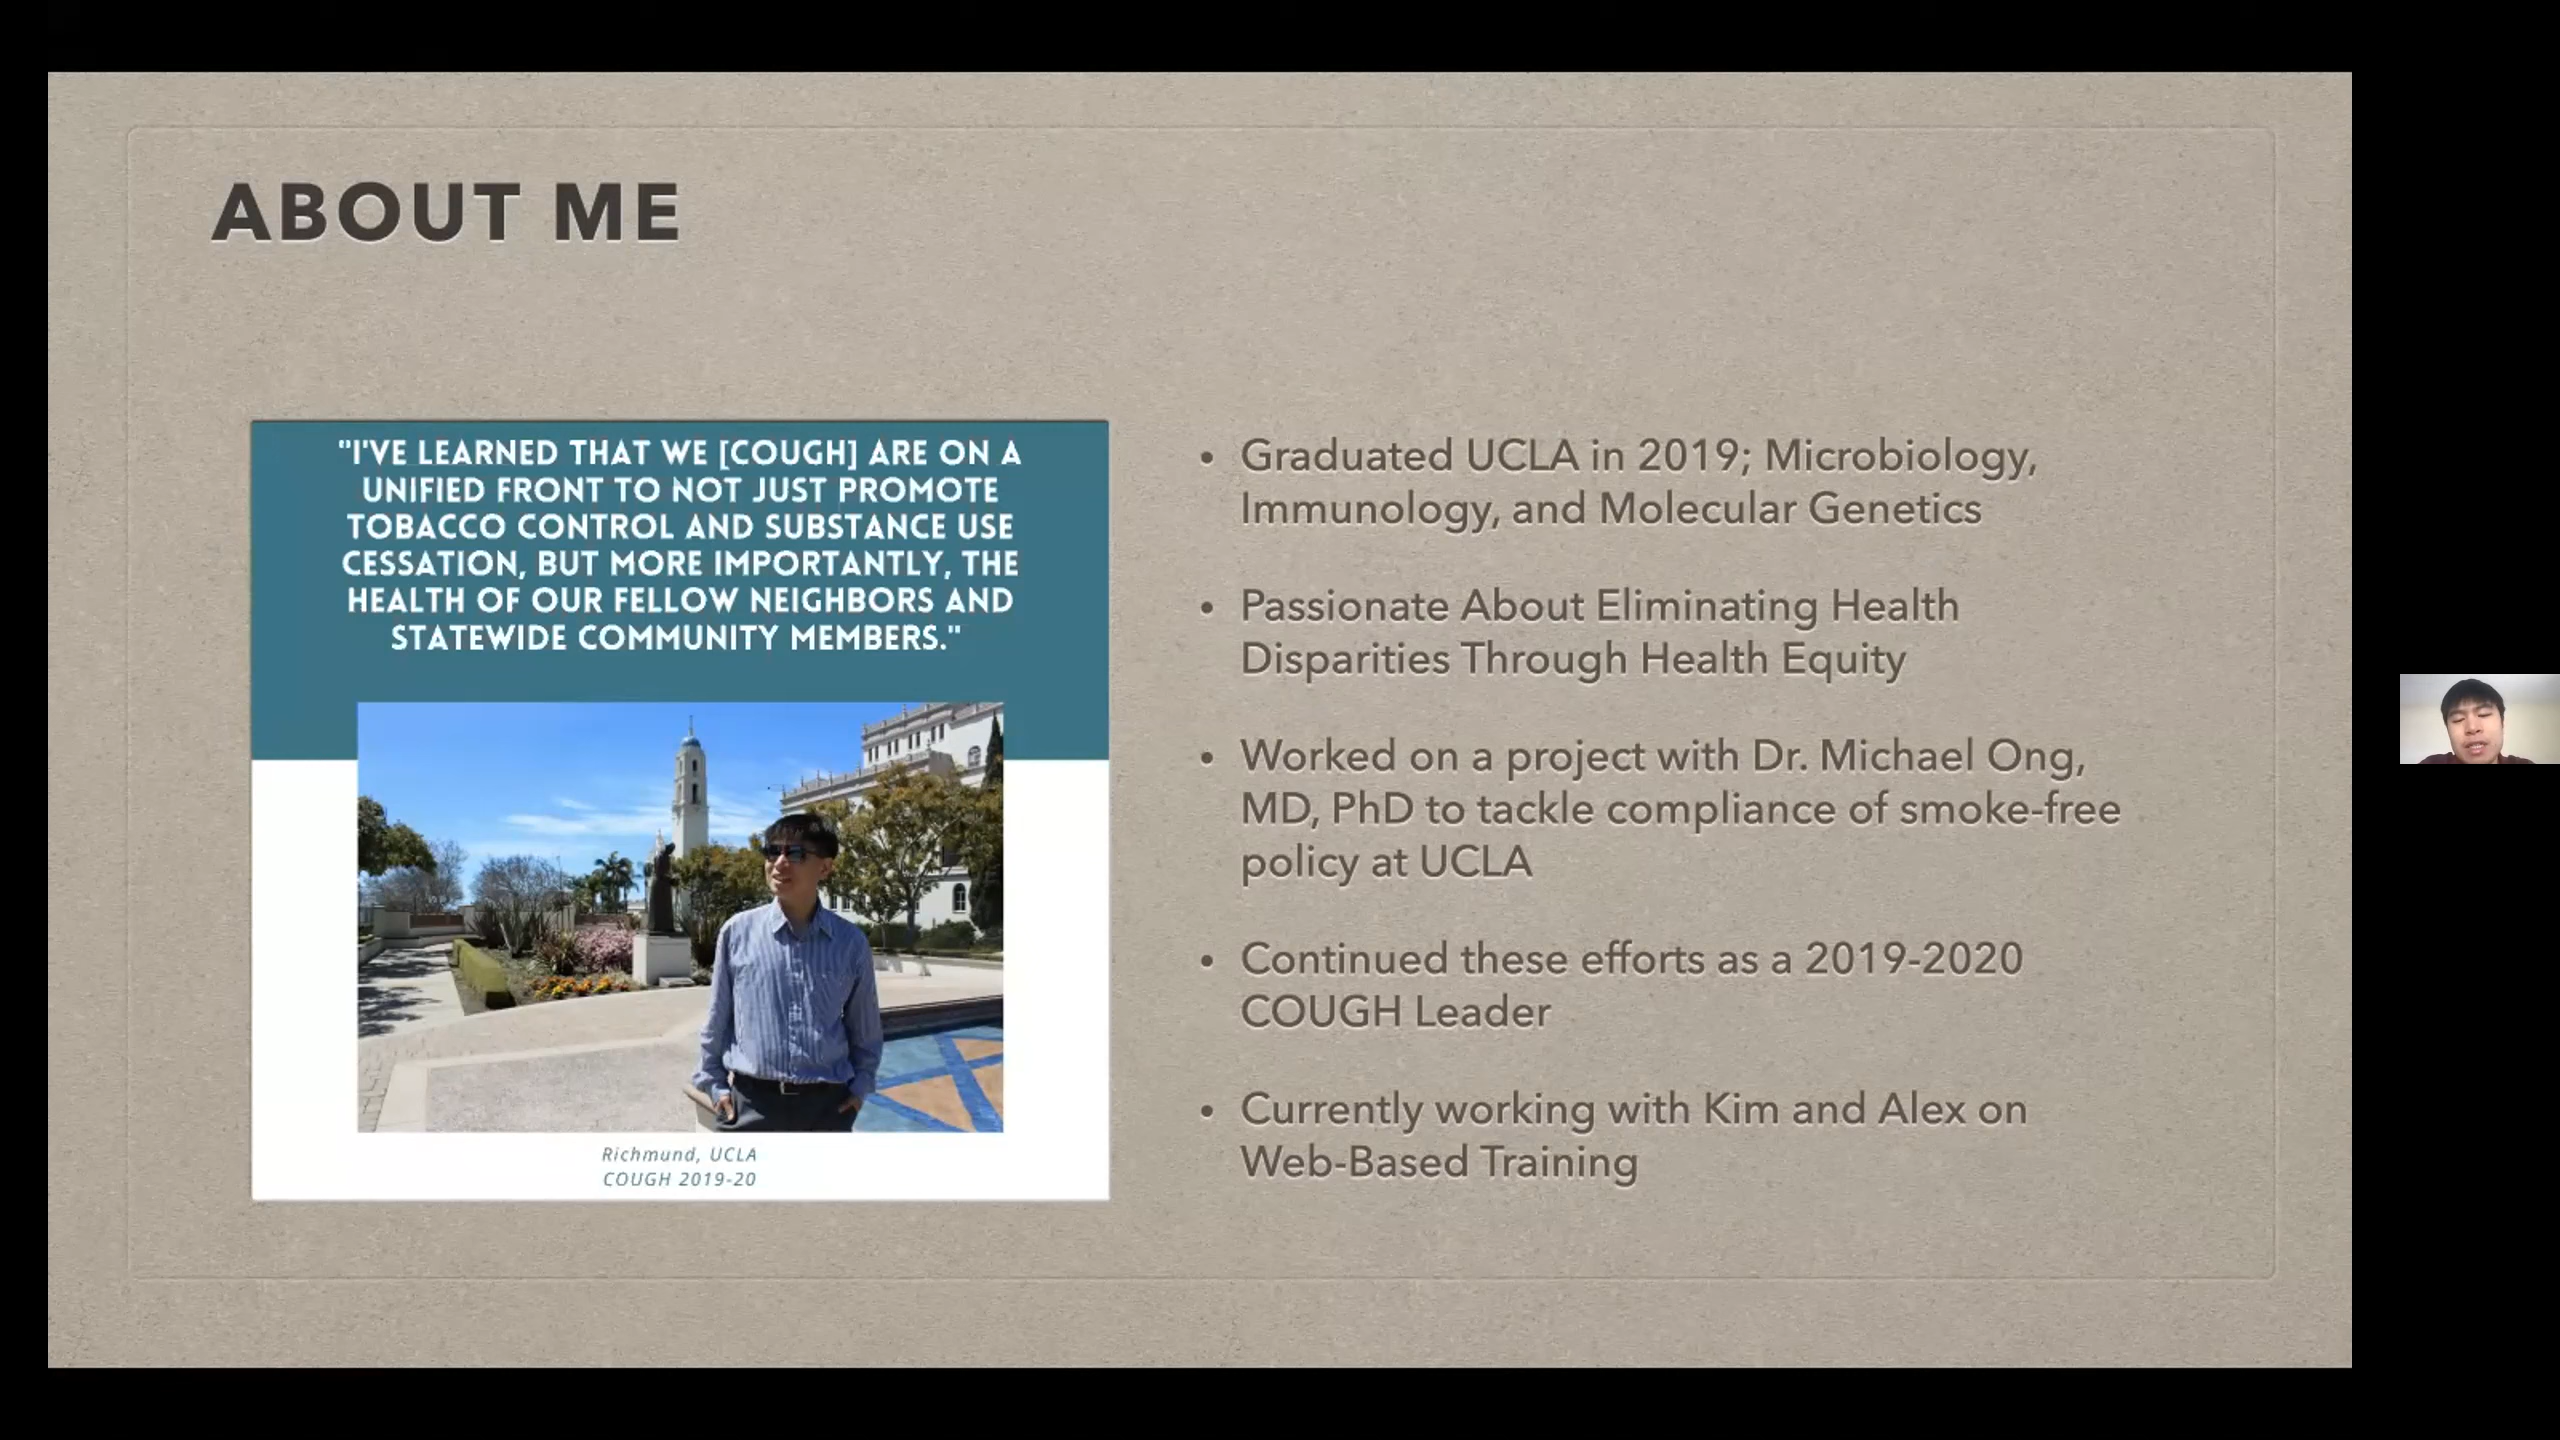 ABOUT ME
"I'VE LEARNED THAT WE [COUGH] ARE ON A
UNIFIED FRONT TO NOT JUST PROMOTE
TOBACCO CONTROL AND SUBSTANCE USE
CESSATION, BUT MORE IMPORTANTLY, THE
HEALTH OF OUR FELLOW NEIGHBORS AND
STATEWIDE COMMUNITY MEMBERS."
Richmund, UCLA
COUGH 2019-20
• Graduated UCLA in 2019; Microbiology,
Immunology, and Molecular Genetics
• Passionate About Eliminating Health
Disparities Through Health Equity
• Worked on a project with Dr. Michael Ong,
MD, PhD to tackle compliance of smoke-free
policy at UCLA
• Continued these efforts as a 2019-2020
COUGH Leader
• Currently working with Kim and Alex on
Web-Based Training